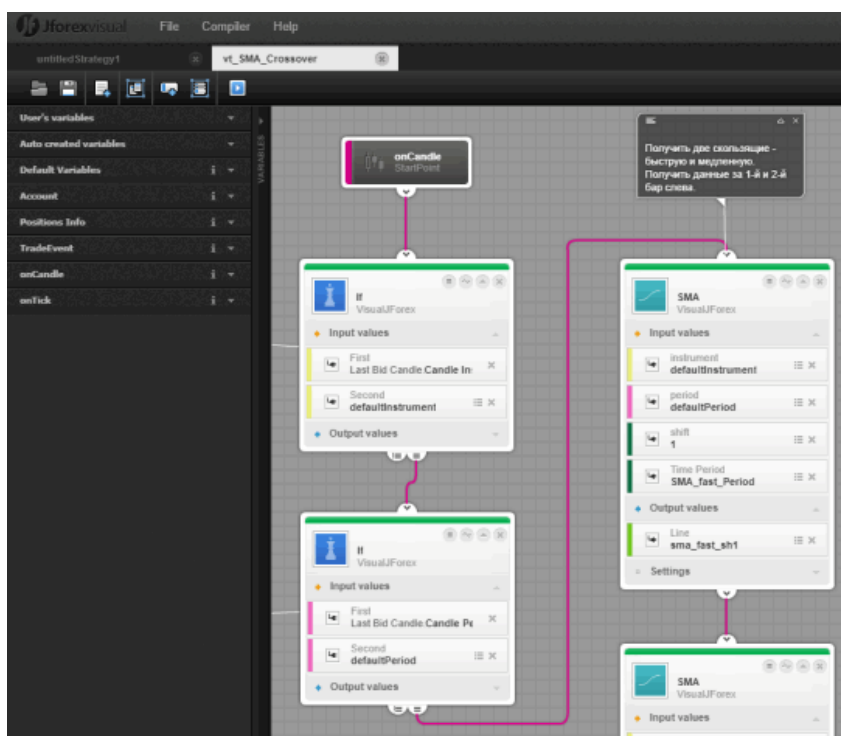 Jforexvisual
File Compiler Help
untitledStrategy1
vt_SMA_Crossover
User's variables
Auto created variables
Default Variables
Account
Positions Info
TradeEvent
onCandle
onTick
VARIABLES
onCandle
StartPoint
Получить две скользящие -
быструю и медленную.
Получить данные за 1-й и 2-й
бар слева.
If
VisualJForex
Input values
First
Last Bid Candle:Candle In
Second
defaultInstrument
Output values
If
VisualJForex
Input values
First
Last Bid Candle:Candle Pe
Second
defaultPeriod
Output values
SMA
VisualJForex
Input values
instrument
defaultInstrument
period
defaultPeriod
shift
1
Time Period
SMA_fast_Period
Output values
Line
sma_fast_sh1
Settings
SMA
VisualJForex
Input values